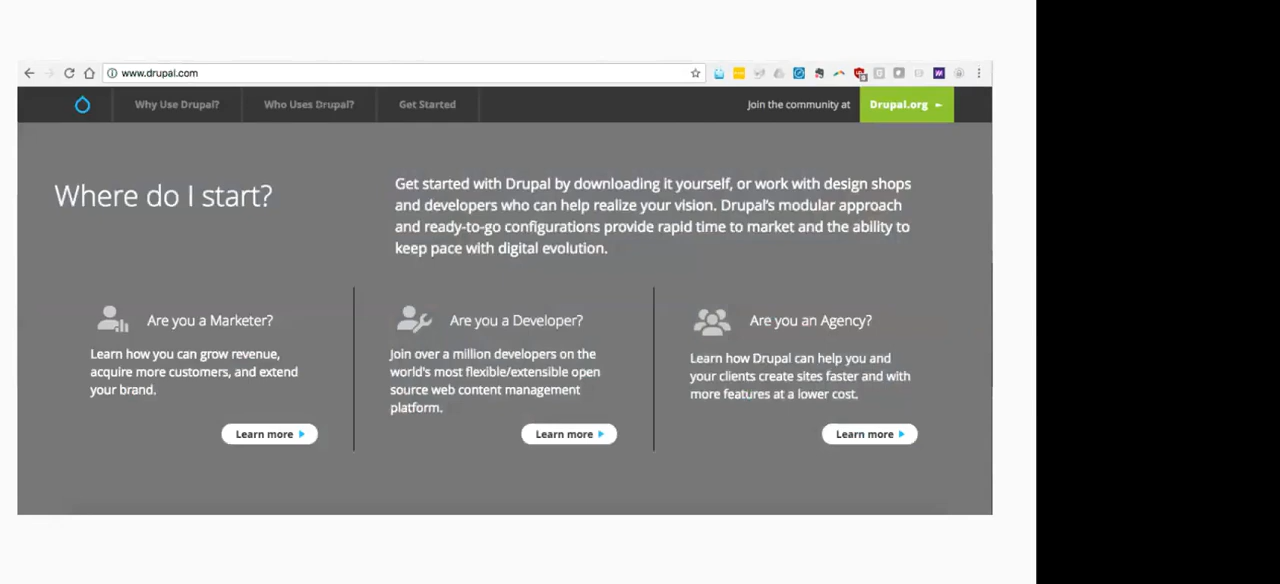 www.drupal.com
Why Use Drupal?
Who Uses Drupal?
Get Started
Join the community at
Drupal.org
Where do I start?
Get started with Drupal by downloading it yourself, or work with design shops
and developers who can help realize your vision. Drupal's modular approach
and ready-to-go configurations provide rapid time to market and the ability to
keep pace with digital evolution.
Are you a Marketer?
Learn how you can grow revenue,
acquire more customers, and extend
your brand.
Learn more
Are you a Developer?
Join over a million developers on the
world's most flexible/extensible open
source web content management
platform.
Learn more
Are you an Agency?
Learn how Drupal can help you and
your clients create sites faster and with
more features at a lower cost.
Learn more